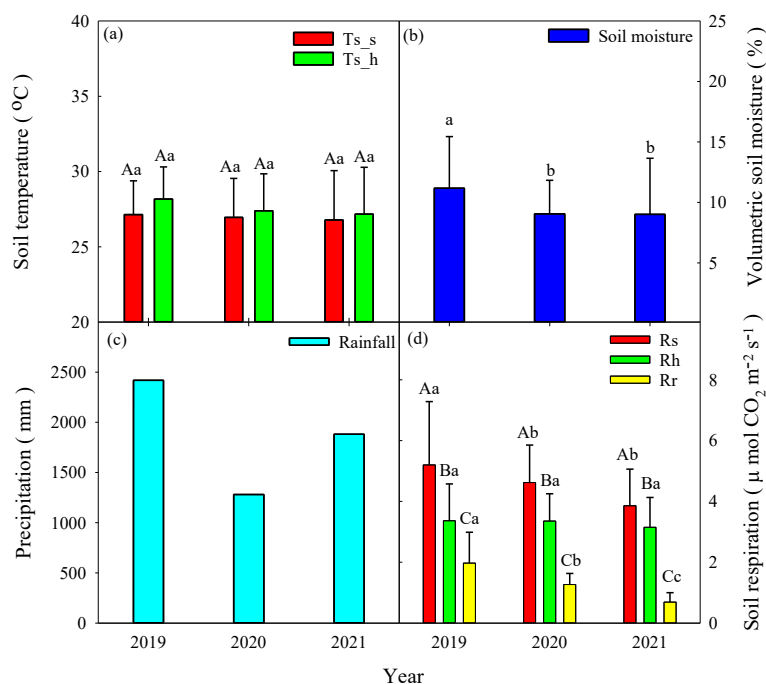 (a)
Ts_s
Ts_h
40
35
30
25
20
Soil temperature ( ⁰C )
Aa Aa Aa Aa Aa Aa
(b)
Soil moisture
25
20
15
10
5
Volumetric soil moisture ( % )
a b b
(c)
Rainfall
2500
2000
1500
1000
500
0
Precipitation ( mm )
2019 2020 2021
(d)
Rs
Rh
Rr
8
6
4
2
0
Soil respiration ( μ mol CO₂ m⁻² s⁻¹ )
Aa Ba Ca Ab Ba Cb Ab Ba Cc
2019 2020 2021
Year